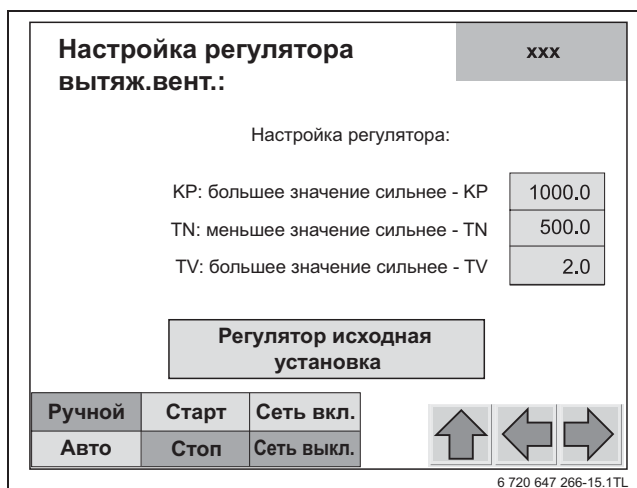 Настройка регулятора
вытяж.вент.:
xxx
Настройка регулятора:
KP: большее значение сильнее - KP 1000.0
TN: меньшее значение сильнее - TN 500.0
TV: большее значение сильнее - TV 2.0
Регулятор исходная
установка
Ручной Старт Сеть вкл.
Авто Стоп Сеть выкл.
6 720 647 266-15.1TL